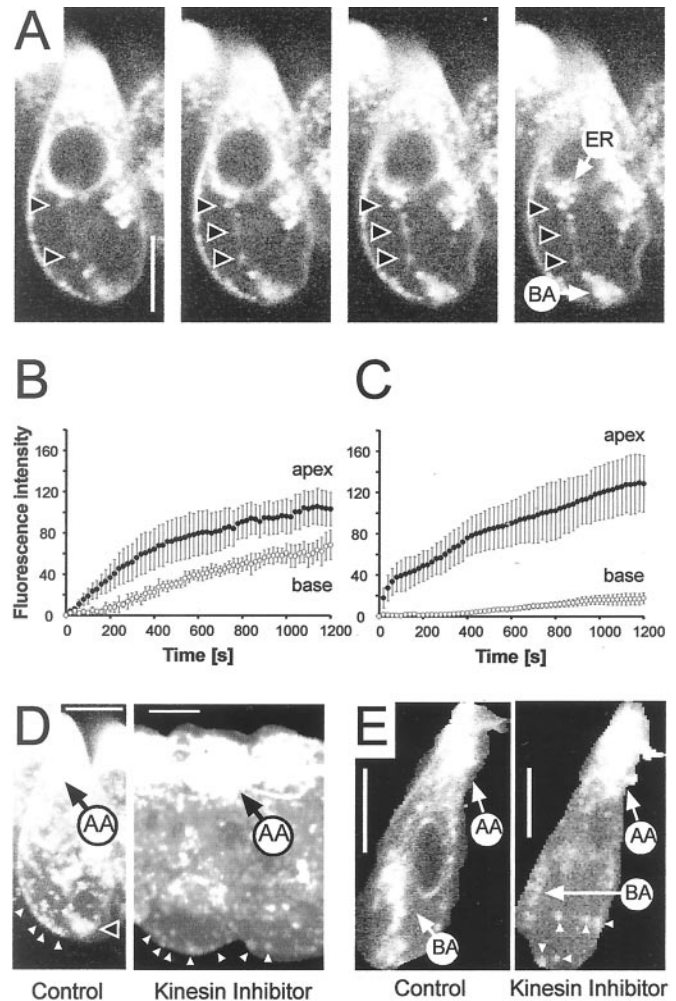 A
ER
BA
B
C
Fluorescence intensity
160
120
80
40
0
apex
base
0 200 400 600 800 1000 1200
Time [s]
160
120
80
40
0
apex
base
0 200 400 600 800 1000 1200
Time [s]
D
AA
AA
Control
Kinesin Inhibitor
E
AA
BA
AA
BA
Control
Kinesin Inhibitor